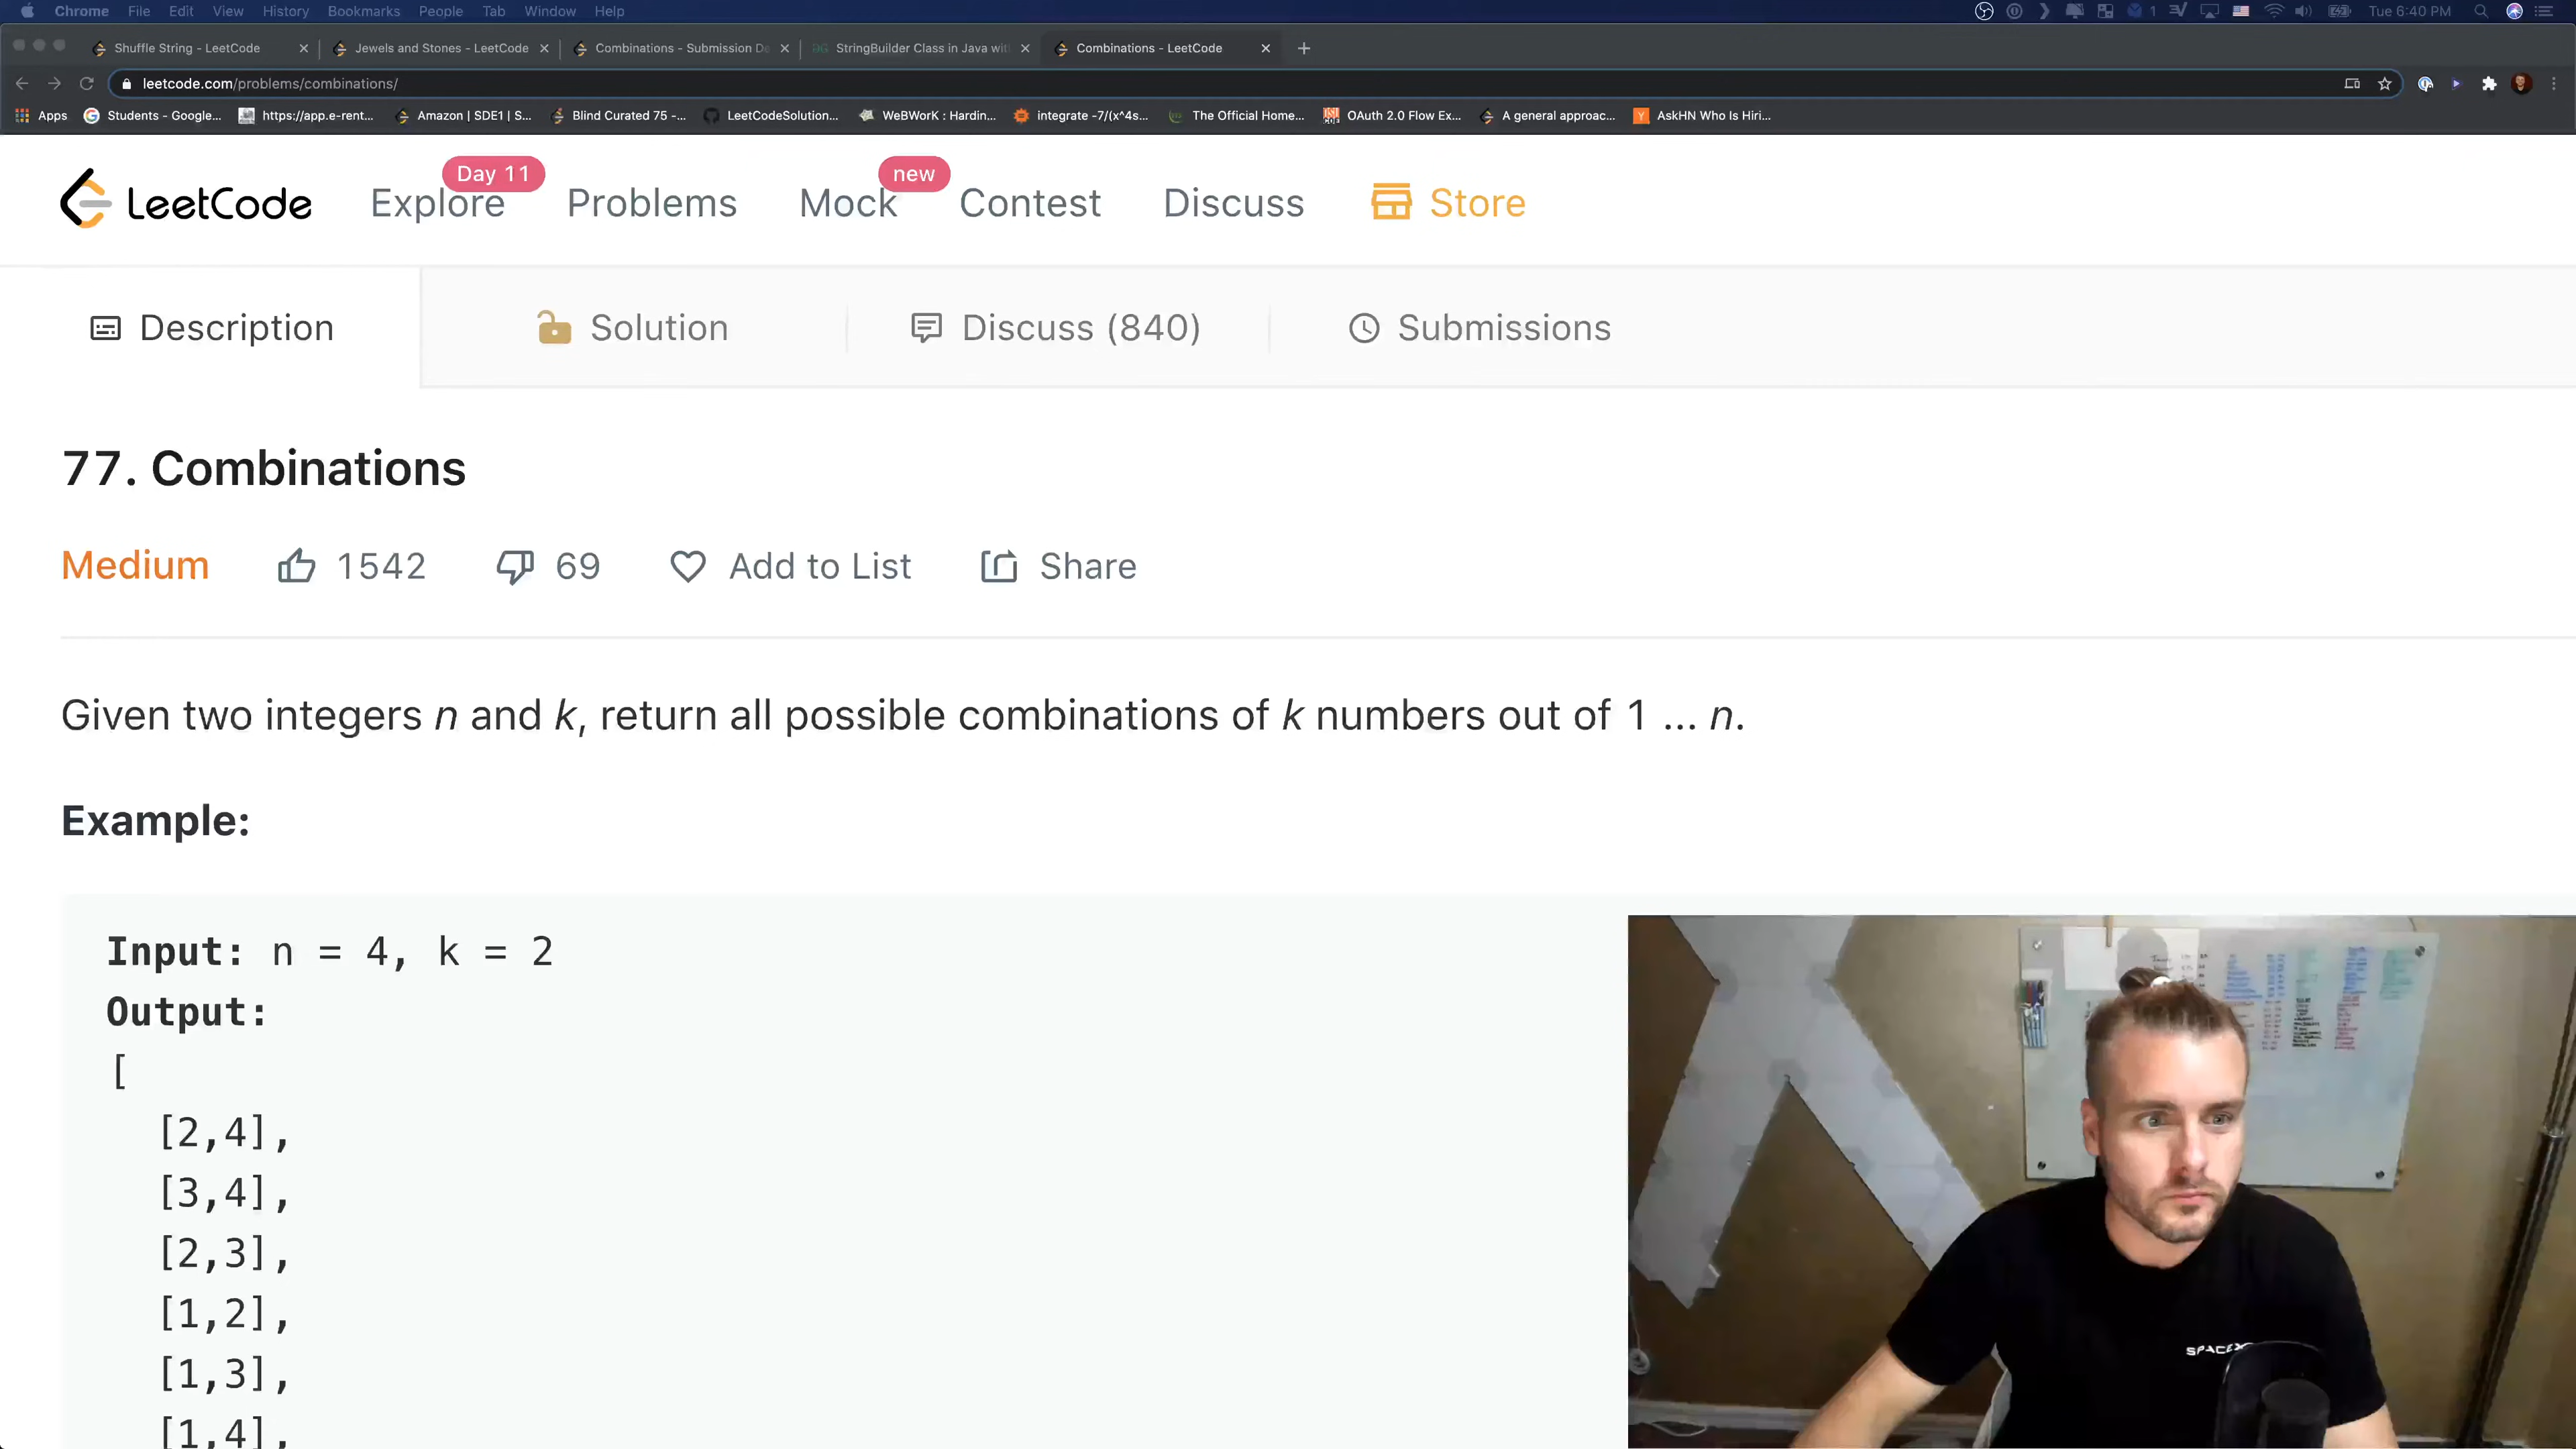 Chrome File Edit View History Bookmarks People Tab Window Help 1 Tue 6:40 PM
Shuffle String - LeetCode Jewels and Stones - LeetCode Combinations - Submission De StringBuilder Class in Java wit Combinations - LeetCode
leetcode.com/problems/combinations/
Apps Students - Google... https://app.e-rent... Amazon | SDE1 | S... Blind Curated 75 -... LeetCodeSolution... WeBWorK : Hardin... integrate -7/(x^4s... The Official Home... OAuth 2.0 Flow Ex... A general approac... AskHN Who Is Hiri...
Day 11 new
LeetCode Explore Problems Mock Contest Discuss Store
Description Solution Discuss (840) Submissions
77. Combinations
Medium 1542 69 Add to List Share
Given two integers n and k, return all possible combinations of k numbers out of 1 ... n.
Example:
Input: n = 4, k = 2
Output:
[
[2,4],
[3,4],
[2,3],
[1,2],
[1,3],
[1,4],
SPACEX